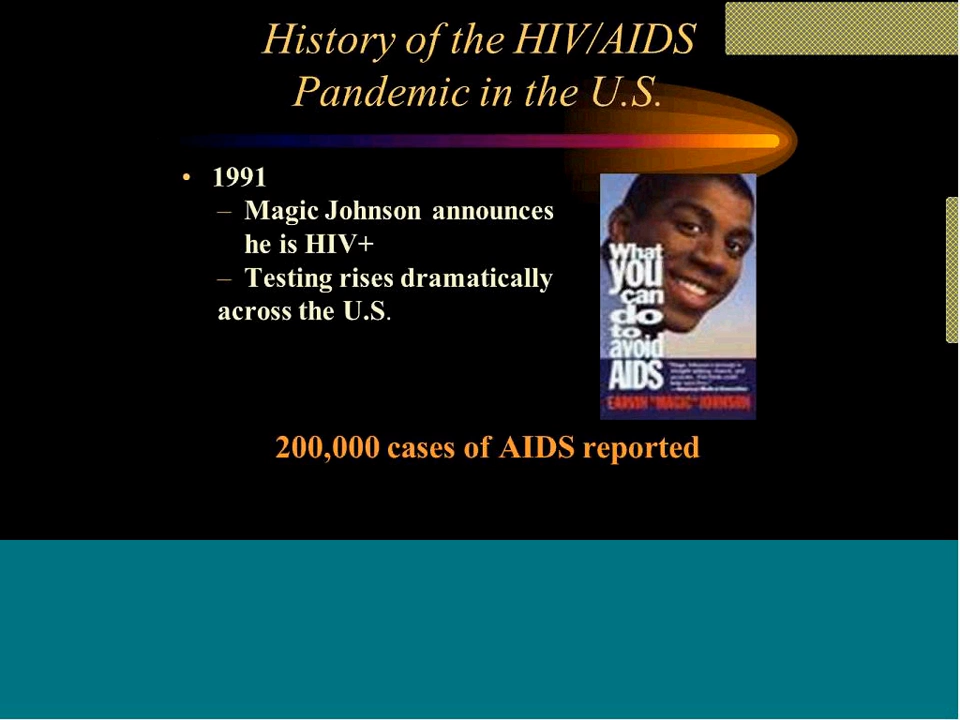 History of the HIV/AIDS
Pandemic in the U.S.
• 1991
– Magic Johnson announces
he is HIV+
– Testing rises dramatically
across the U.S.
What
you
can
do
to
avoid
AIDS
EARVIN "MAGIC" JOHNSON
200,000 cases of AIDS reported